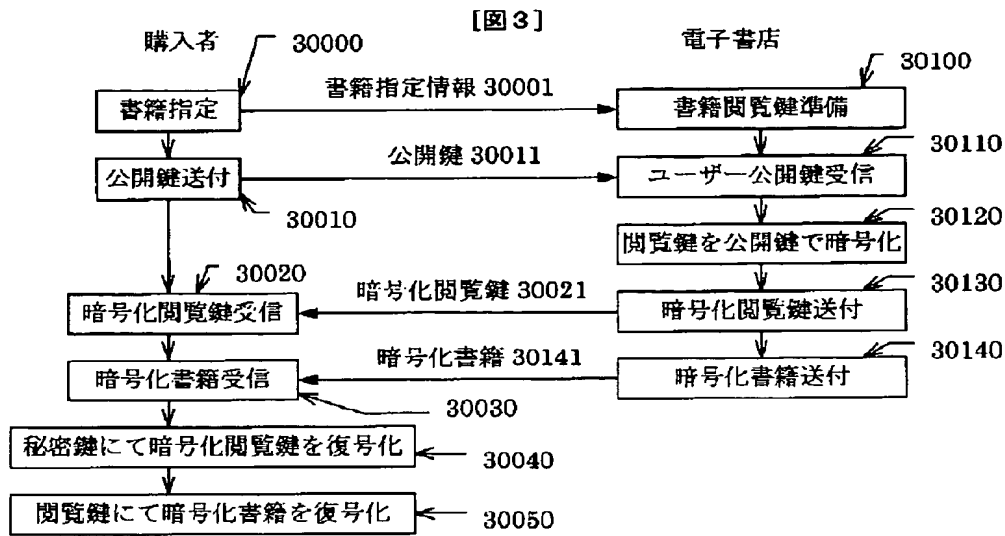 [図3]
購入者
電子書店
30000
30100
書籍指定
書籍指定情報 30001
書籍閲覧鍵準備
30110
公開鍵送付
公開鍵 30011
ユーザー公開鍵受信
30010
30120
閲覧鍵を公開鍵で暗号化
30020
30130
暗号化閲覧鍵受信
暗号化閲覧鍵 30021
暗号化閲覧鍵送付
30140
暗号化書籍受信
暗号化書籍 30141
暗号化書籍送付
30030
秘密鍵にて暗号化閲覧鍵を復号化
30040
閲覧鍵にて暗号化書籍を復号化
30050